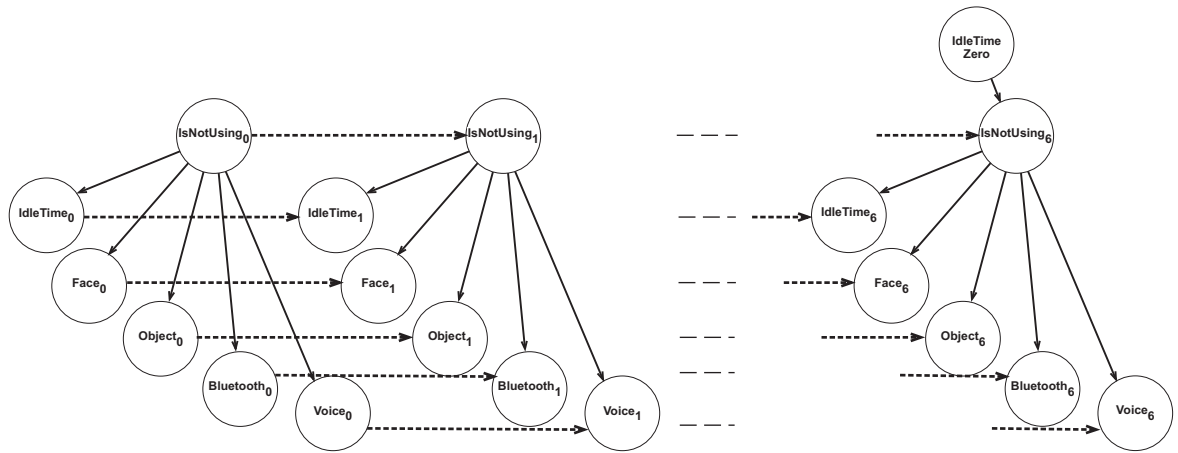 IdleTime
Zero
IsNotUsing0
IsNotUsing1
IsNotUsing6
IdleTime0
IdleTime1
IdleTime6
Face0
Face1
Face6
Object0
Object1
Object6
Bluetooth0
Bluetooth1
Bluetooth6
Voice0
Voice1
Voice6